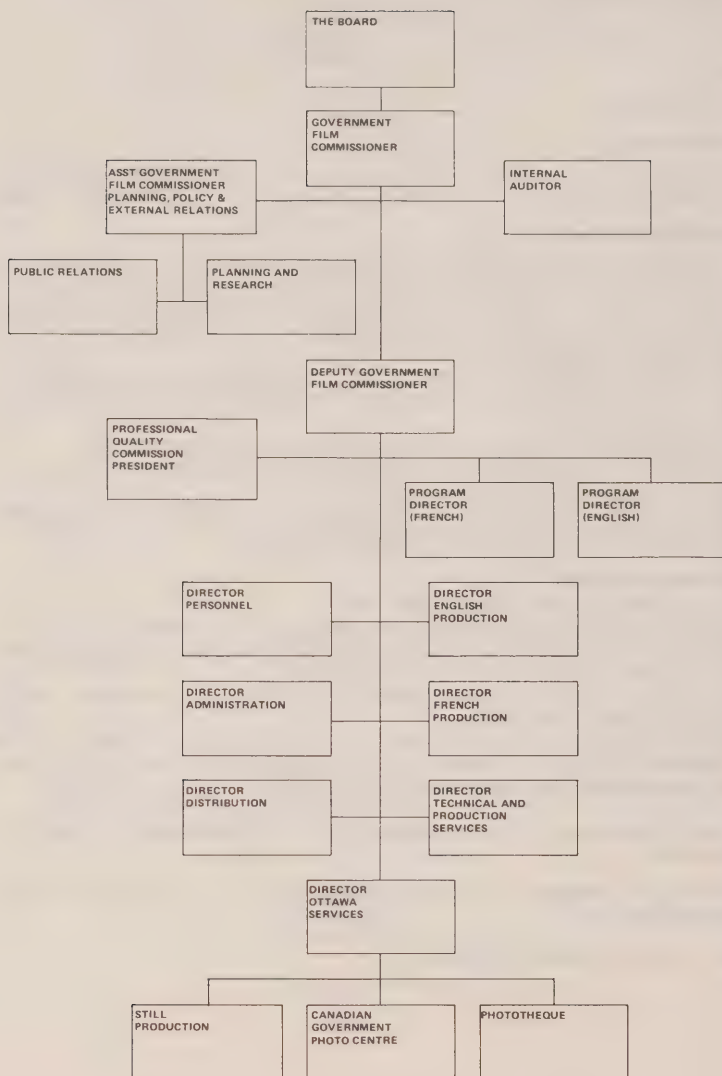 THE BOARD
GOVERNMENT
FILM
COMMISSIONER
ASST GOVERNMENT
FILM COMMISSIONER
PLANNING, POLICY &
EXTERNAL RELATIONS
INTERNAL
AUDITOR
PUBLIC RELATIONS
PLANNING AND
RESEARCH
DEPUTY GOVERNMENT
FILM COMMISSIONER
PROFESSIONAL
QUALITY
COMMISSION
PRESIDENT
PROGRAM
DIRECTOR
(FRENCH)
PROGRAM
DIRECTOR
(ENGLISH)
DIRECTOR
PERSONNEL
DIRECTOR
ENGLISH
PRODUCTION
DIRECTOR
ADMINISTRATION
DIRECTOR
FRENCH
PRODUCTION
DIRECTOR
DISTRIBUTION
DIRECTOR
TECHNICAL AND
PRODUCTION
SERVICES
DIRECTOR
OTTAWA
SERVICES
STILL
PRODUCTION
CANADIAN
GOVERNMENT
PHOTO CENTRE
PHOTOTHEQUE